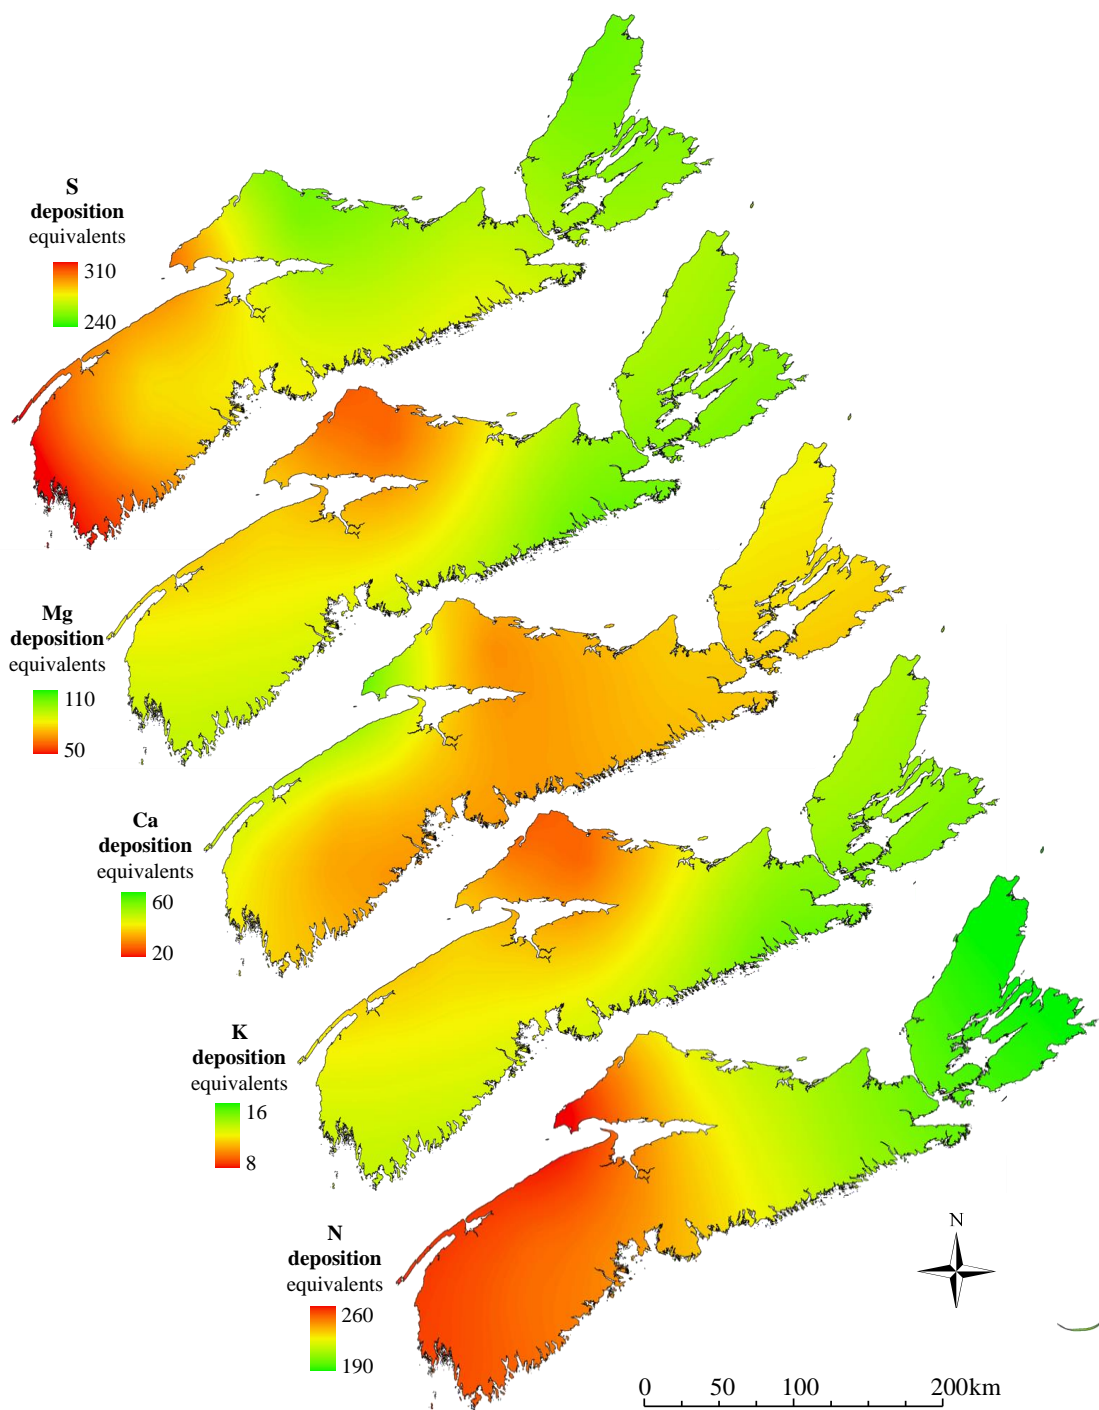 S
deposition
equivalents
310
240
Mg
deposition
equivalents
110
50
Ca
deposition
equivalents
60
20
K
deposition
equivalents
16
8
N
deposition
equivalents
260
190
N
0 50 100 200km